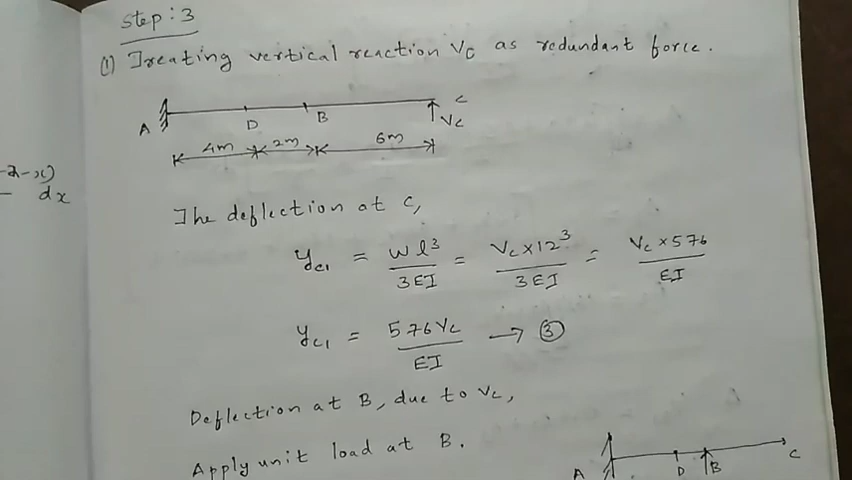 Step: 3
(1) Treating vertical reaction Vc as redundant force.
A D B C Vc
4m 2m 6m
-2-x)
dx
The deflection at C,
yc1 = Wl³/3EI = Vc×12³/3EI = Vc×576/EI
yc1 = 576Vc/EI → ③
Deflection at B, due to Vc,
Apply unit load at B.
A D B C